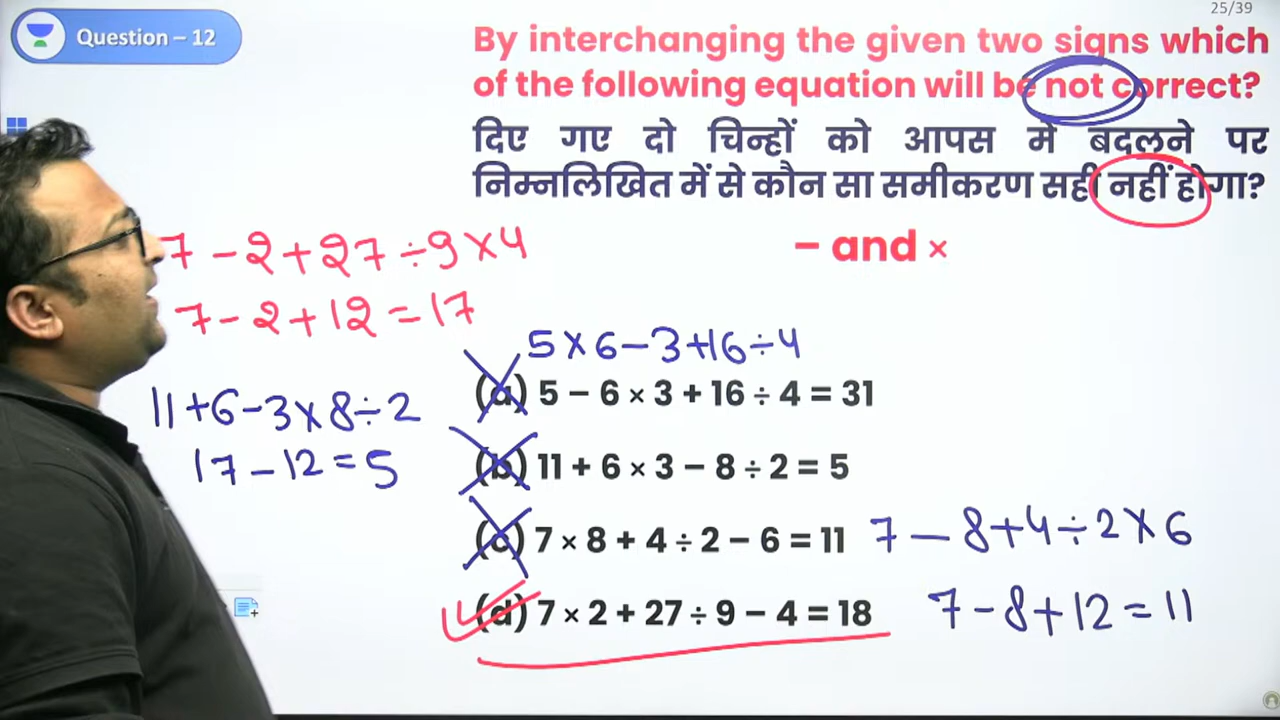 25/39
Question – 12
By interchanging the given two signs which
of the following equation will be not correct?
दिए गए दो चिन्हों को आपस में बदलने पर
निम्नलिखित में से कौन सा समीकरण सही नहीं होगा?
– and ×
7 - 2 + 27 ÷ 9 × 4
7 - 2 + 12 = 17
5 × 6 - 3 + 16 ÷ 4
(a) 5 – 6 × 3 + 16 ÷ 4 = 31
11 + 6 - 3 × 8 ÷ 2
17 - 12 = 5
(b) 11 + 6 × 3 – 8 ÷ 2 = 5
(c) 7 × 8 + 4 ÷ 2 – 6 = 11
7 - 8 + 4 ÷ 2 × 6
(d) 7 × 2 + 27 ÷ 9 – 4 = 18
7 - 8 + 12 = 11